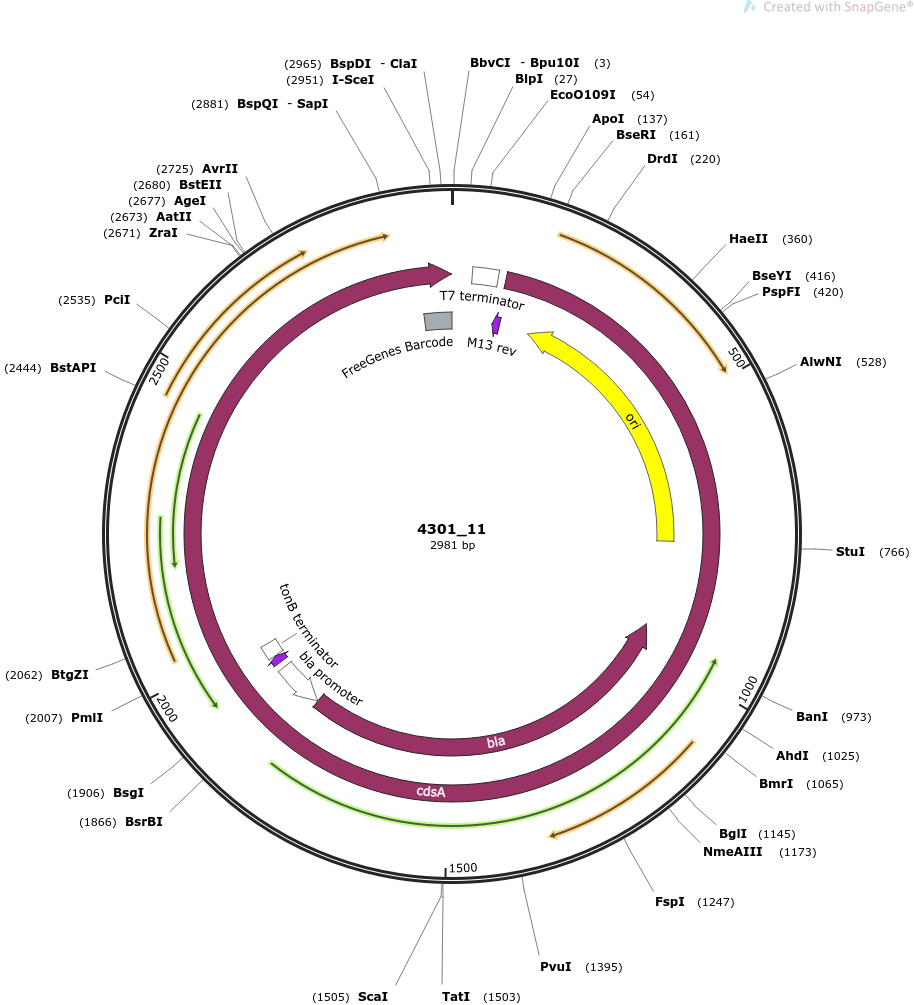 Created with SnapGene®
(2965) BspDI - ClaI
(2951) I-SceI
(2881) BspQI - SapI
BbvCI - Bpu10I (3)
BlpI (27)
EcoO109I (54)
ApoI (137)
BseRI (161)
DrdI (220)
(2725) AvrII
(2680) BstEII
(2677) AgeI
(2673) AatII
(2671) ZraI
HaeII (360)
BseYI (416)
PspFI (420)
(2535) PciI
(2444) BstAPI
AlwNI (528)
StuI (766)
T7 terminator
M13 rev
FreeGenes Barcode
ori
500
2500
4301_11
2981 bp
tonB terminator
bla promoter
bla
cdsA
1000
2000
1500
(2062) BtgZI
(2007) PmlI
(1906) BsgI
(1866) BsrBI
BanI (973)
AhdI (1025)
BmrI (1065)
BglI (1145)
NmeAIII (1173)
FspI (1247)
PvuI (1395)
(1505) ScaI
TatI (1503)